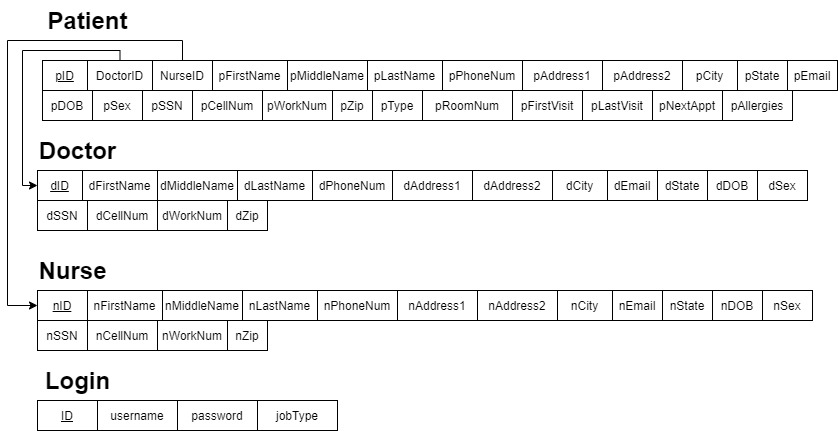 Patient
pID DoctorID NurseID pFirstName pMiddleName pLastName pPhoneNum pAddress1 pAddress2 pCity pState pEmail
pDOB pSex pSSN pCellNum pWorkNum pZip pType pRoomNum pFirstVisit pLastVisit pNextAppt pAllergies
Doctor
dID dFirstName dMiddleName dLastName dPhoneNum dAddress1 dAddress2 dCity dEmail dState dDOB dSex
dSSN dCellNum dWorkNum dZip
Nurse
nID nFirstName nMiddleName nLastName nPhoneNum nAddress1 nAddress2 nCity nEmail nState nDOB nSex
nSSN nCellNum nWorkNum nZip
Login
ID username password jobType